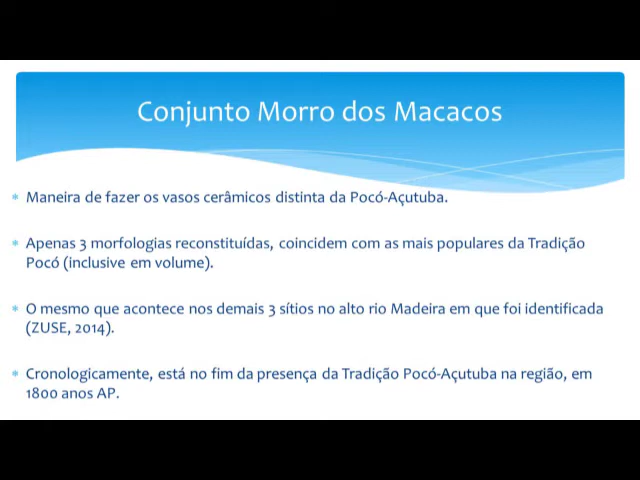 Conjunto Morro dos Macacos
Maneira de fazer os vasos cerâmicos distinta da Pocó-Açutuba.
Apenas 3 morfologias reconstituídas, coincidem com as mais populares da Tradição
Pocó (inclusive em volume).
O mesmo que acontece nos demais 3 sítios no alto rio Madeira em que foi identificada
(ZUSE, 2014).
Cronologicamente, está no fim da presença da Tradição Pocó-Açutuba na região, em
1800 anos AP.